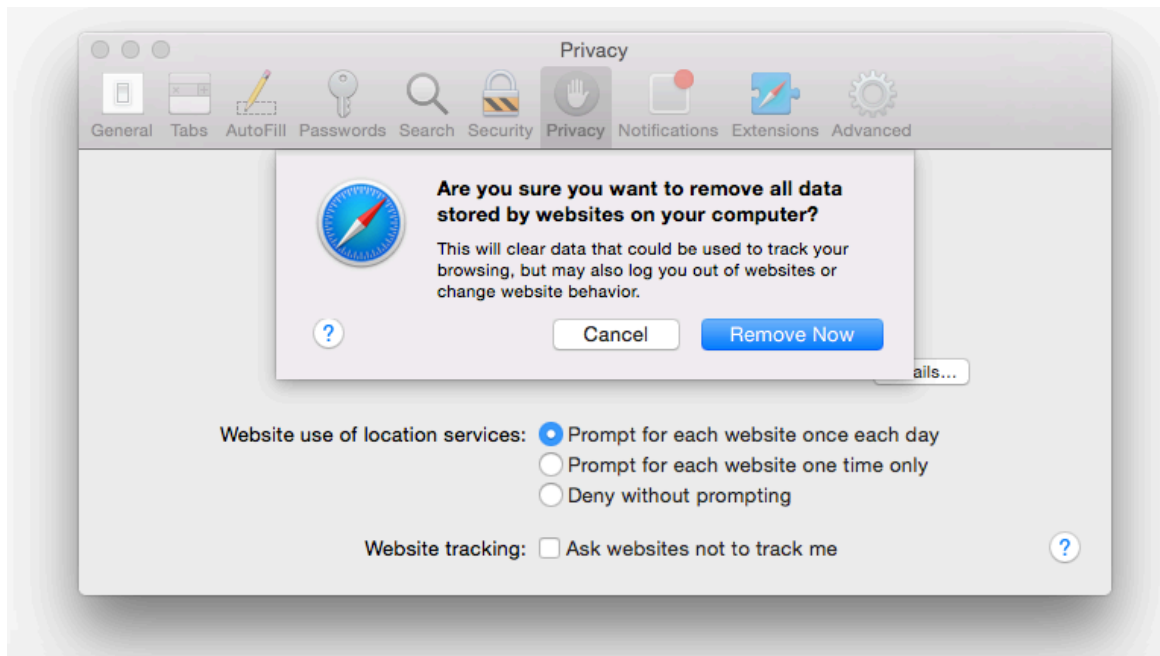 Privacy
General Tabs AutoFill Passwords Search Security Privacy Notifications Extensions Advanced
Are you sure you want to remove all data
stored by websites on your computer?
This will clear data that could be used to track your
browsing, but may also log you out of websites or
change website behavior.
? Cancel Remove Now
ails...
Website use of location services: Prompt for each website once each day
Prompt for each website one time only
Deny without prompting
Website tracking: Ask websites not to track me ?